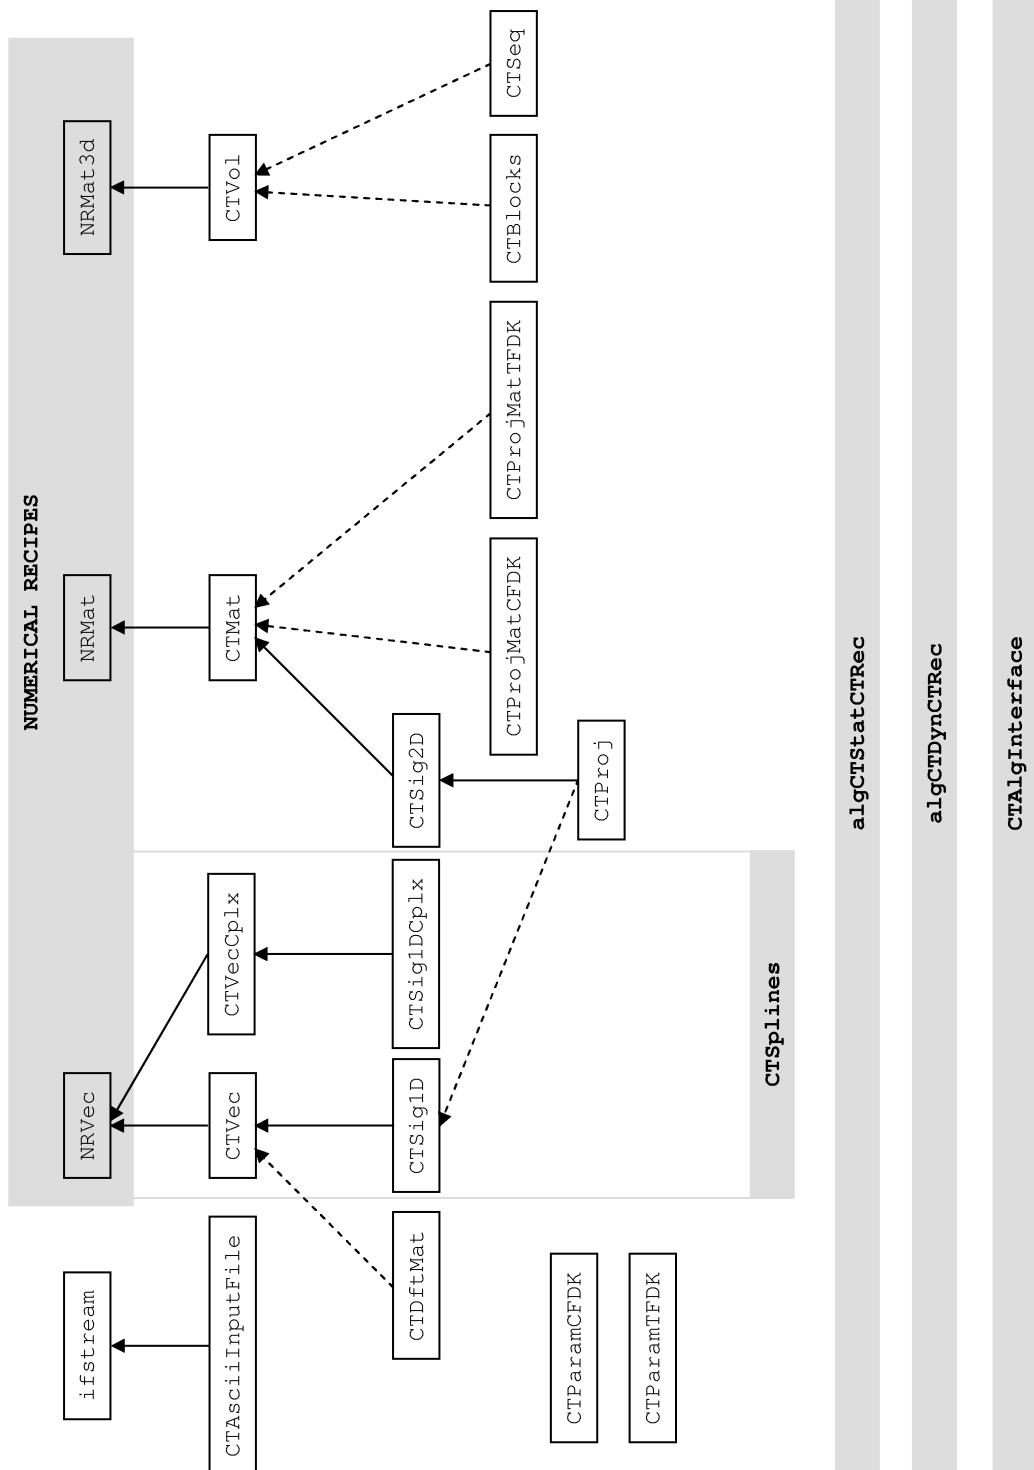 NUMERICAL RECIPES
ifstream
NRVec
NRMat
NRMat3d
CTAsciiInputFile
CTVec
CTVecCplx
CTMat
CTVol
CTDftMat
CTSig1D
CTSig1DCplx
CTSig2D
CTProjMatCFDK
CTProjMatTFDK
CTBlocks
CTSeq
CTParamCFDK
CTProj
CTParamTFDK
CTSplines
algCTStatCTRec
algCTDynCTRec
CTAlgInterface